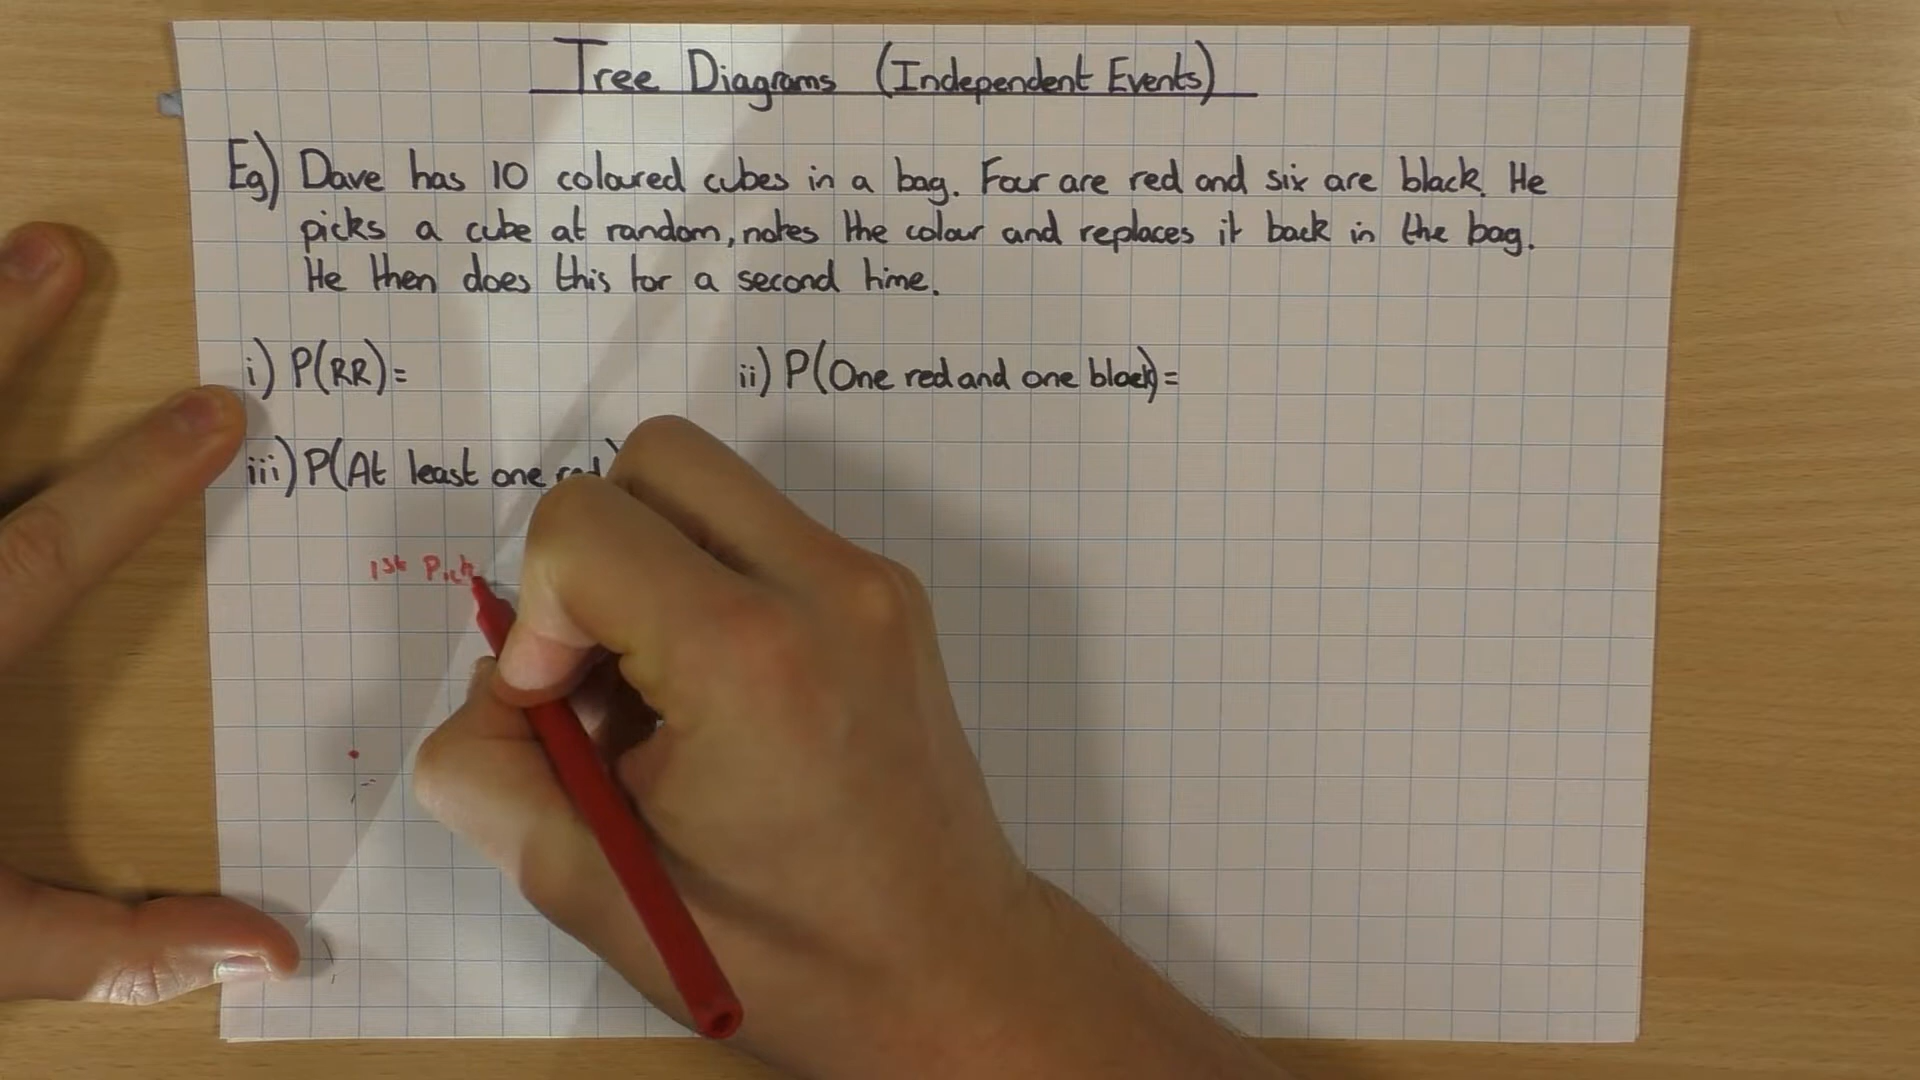 Tree Diagrams (Independent Events)
Eg) Dave has 10 coloured cubes in a bag. Four are red and six are black. He
picks a cube at random, notes the colour and replaces it back in the bag.
He then does this for a second time.
i) P(RR)=
ii) P(One red and one black)=
iii) P(At least one red)
1st Pick